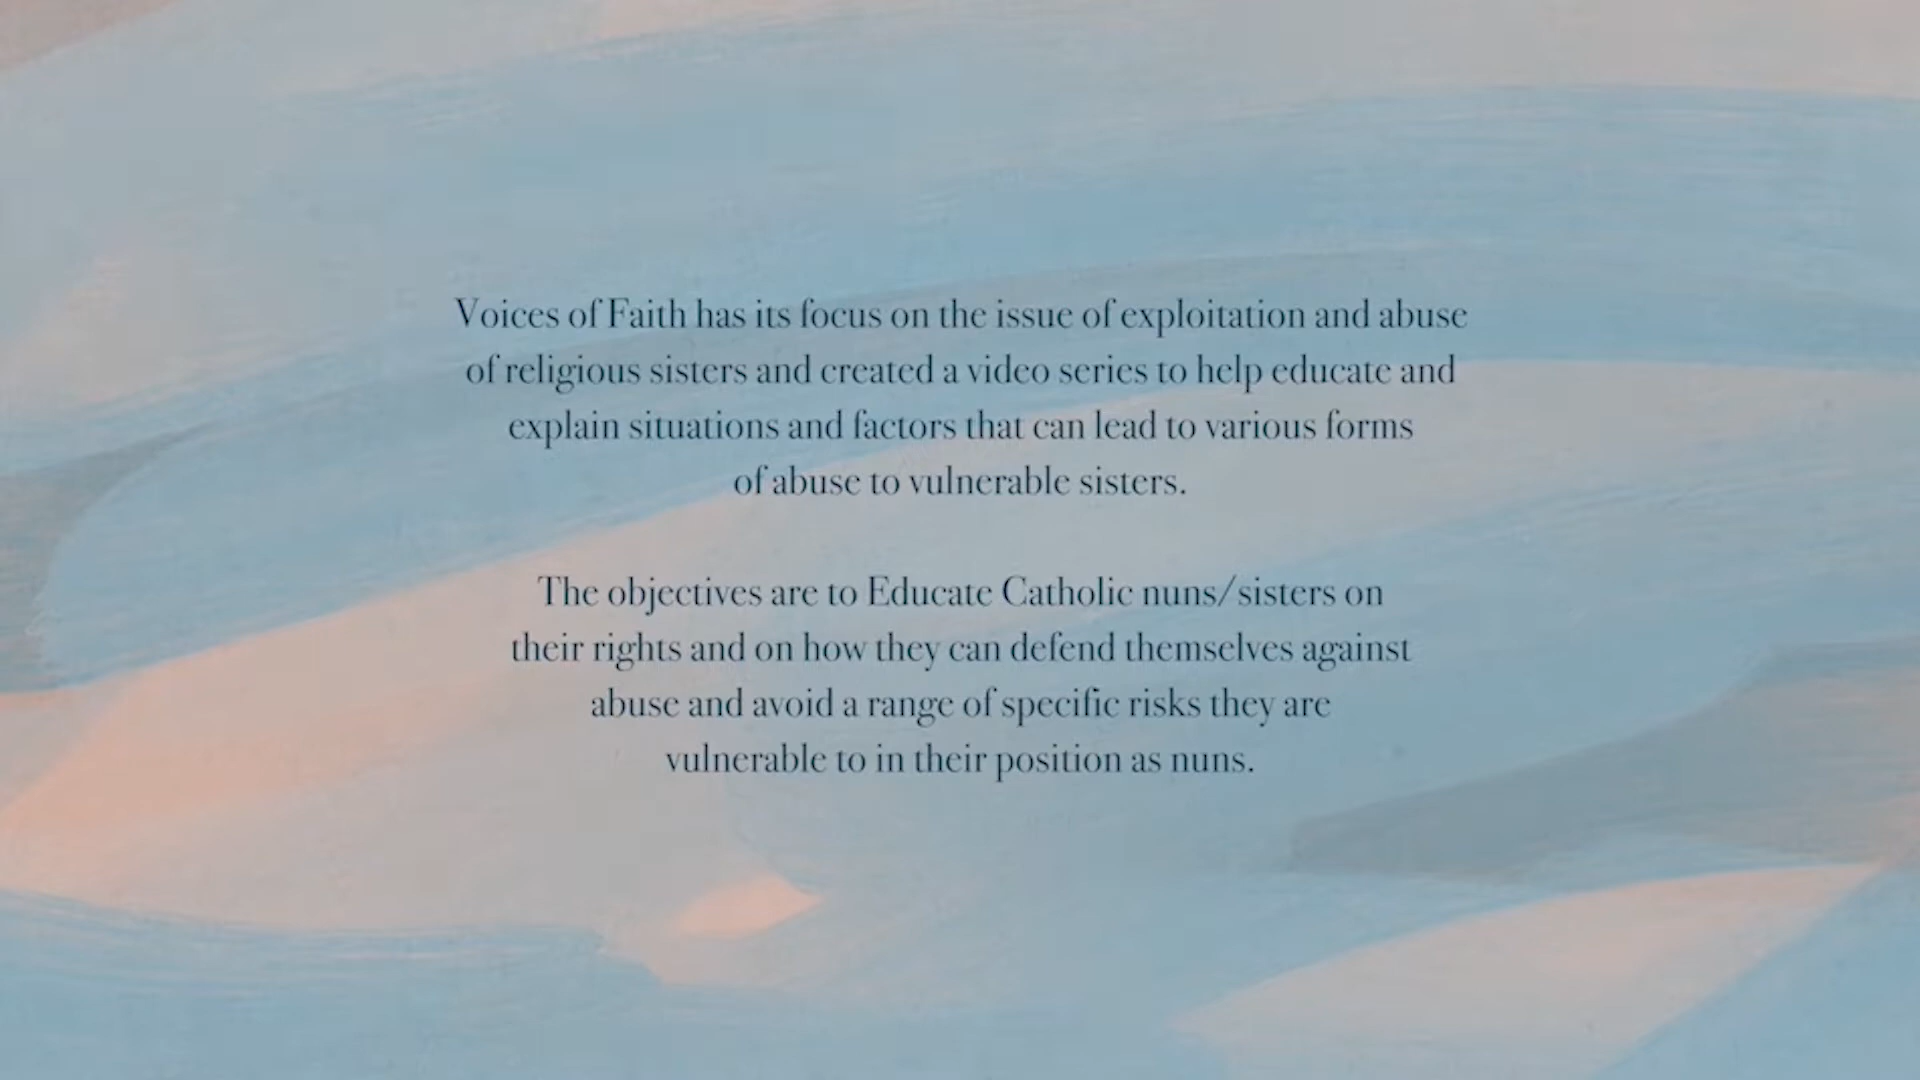 Voices of Faith has its focus on the issue of exploitation and abuse
of religious sisters and created a video series to help educate and
explain situations and factors that can lead to various forms
of abuse to vulnerable sisters.
The objectives are to Educate Catholic nuns/sisters on
their rights and on how they can defend themselves against
abuse and avoid a range of specific risks they are
vulnerable to in their position as nuns.